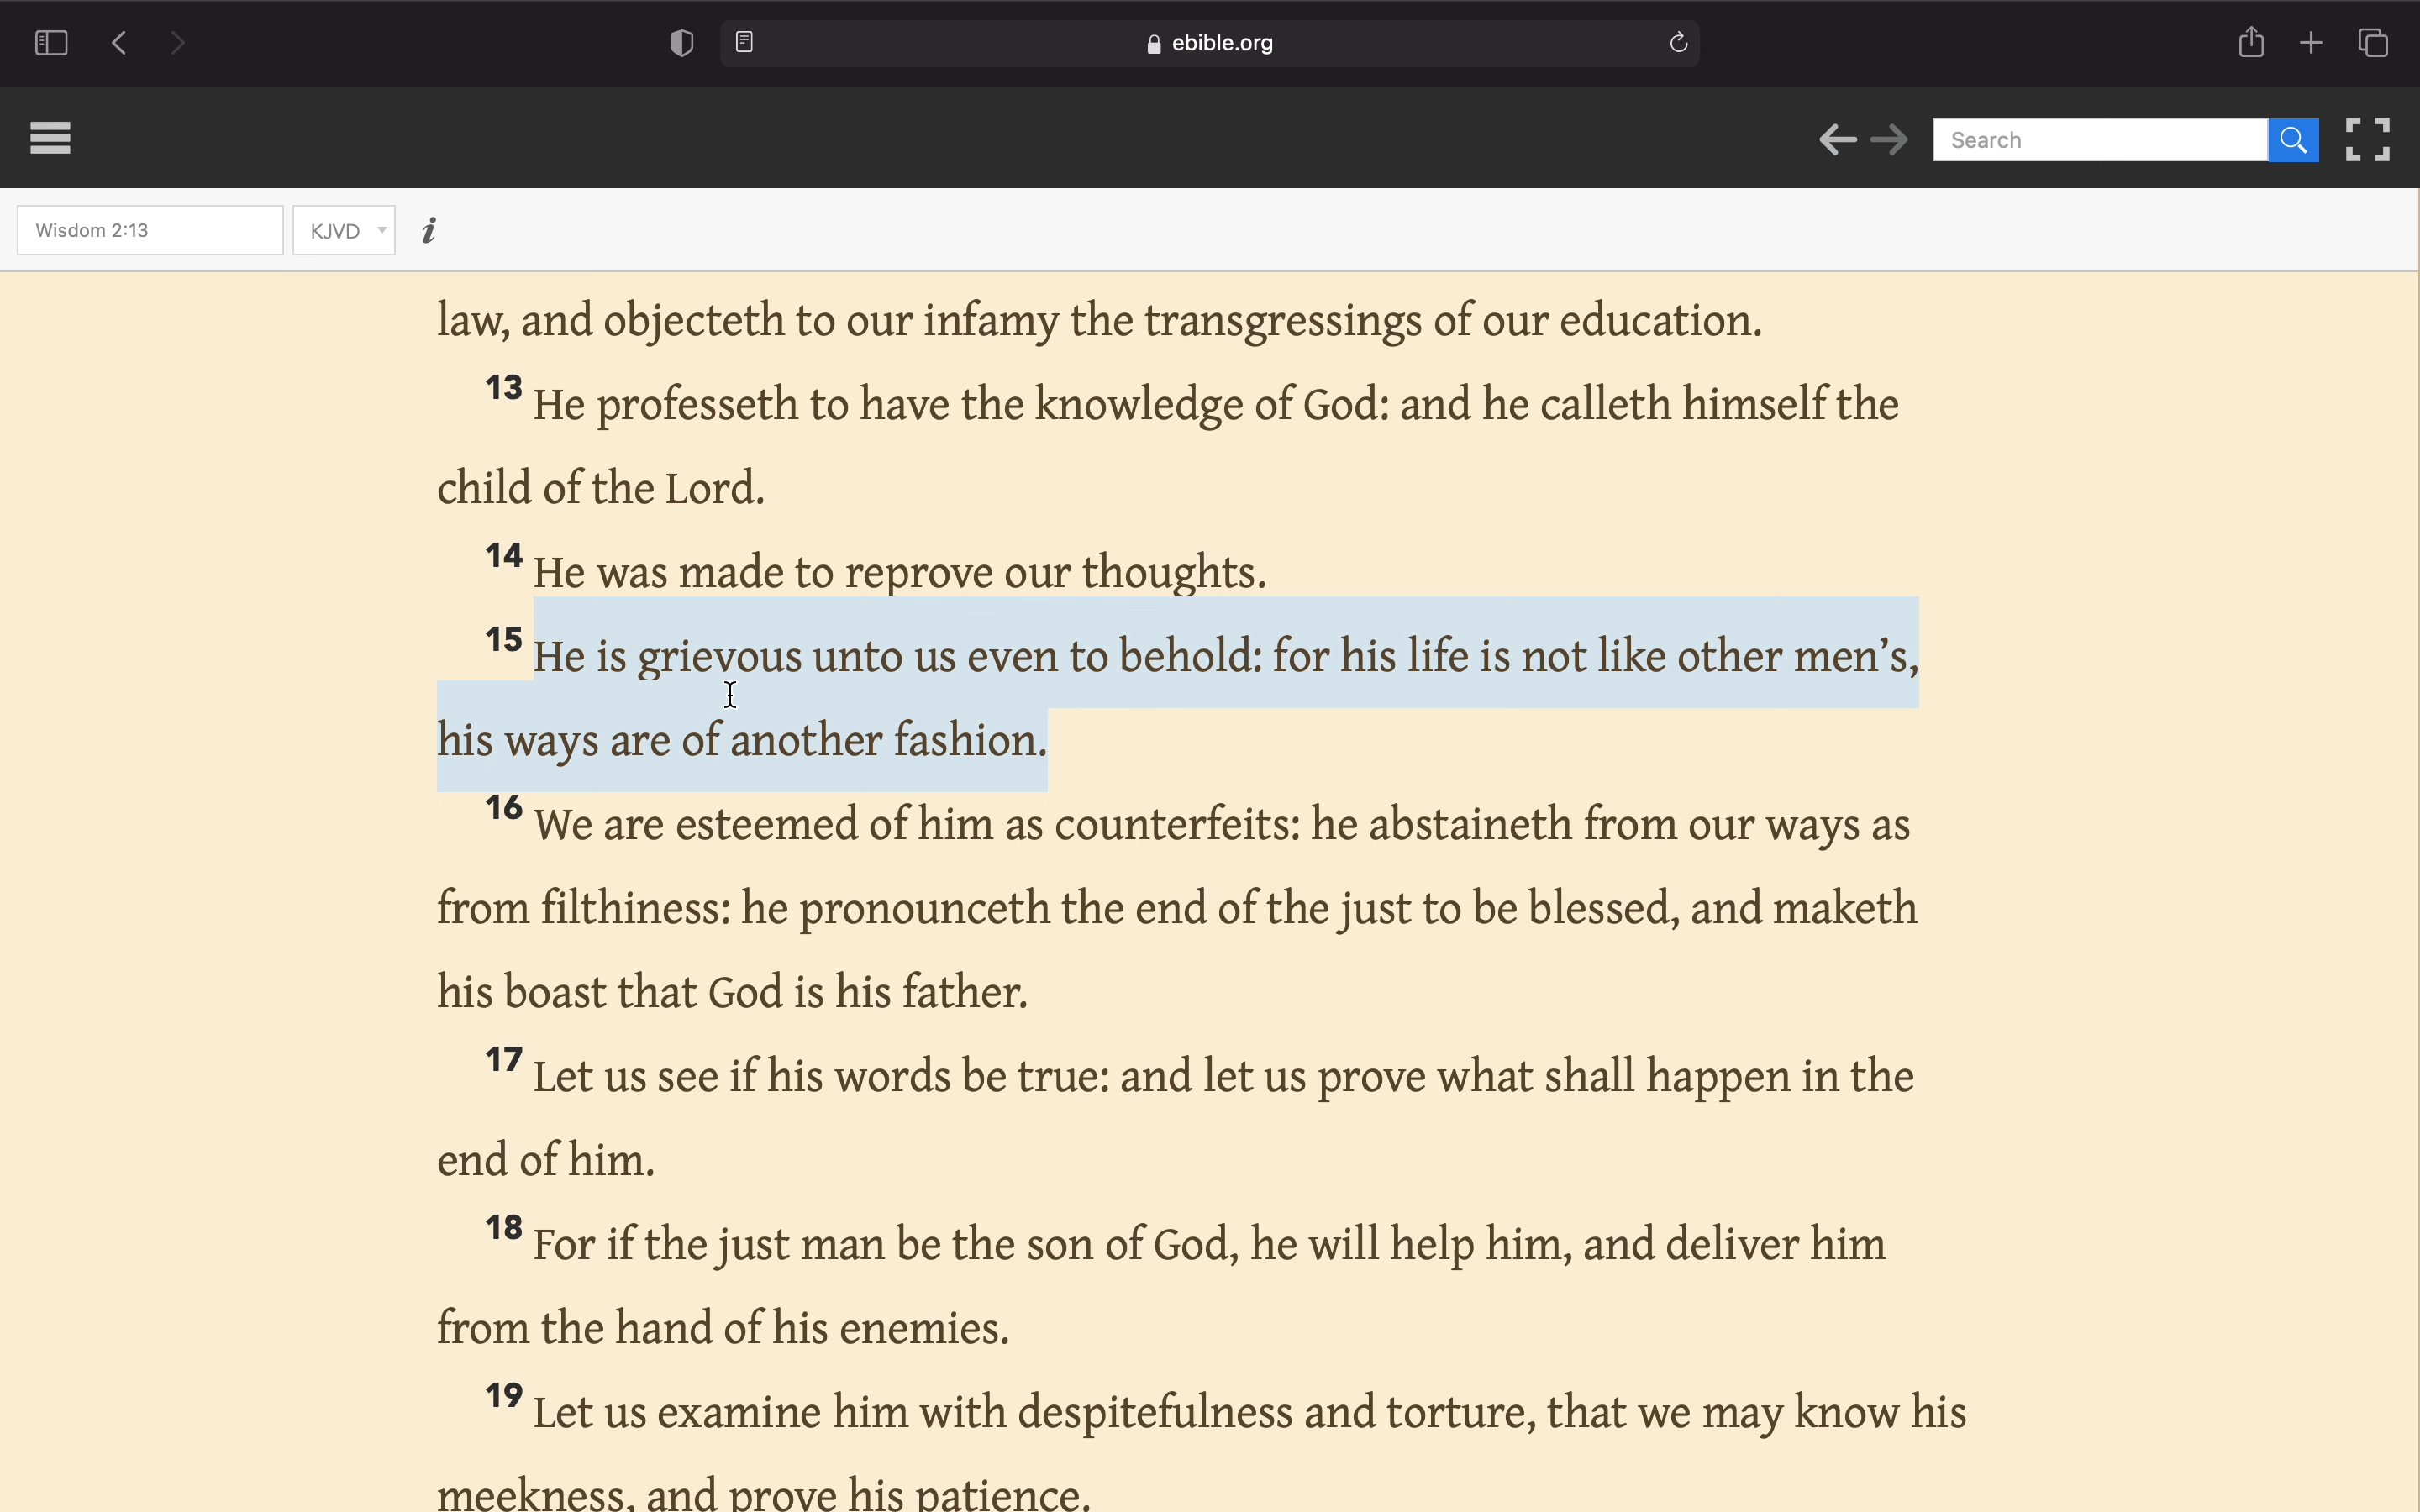 ebible.org
Search
Wisdom 2:13
KJVD
i
law, and objecteth to our infamy the transgressings of our education.
13 He professeth to have the knowledge of God: and he calleth himself the
child of the Lord.
14 He was made to reprove our thoughts.
15 He is grievous unto us even to behold: for his life is not like other men’s,
his ways are of another fashion.
16 We are esteemed of him as counterfeits: he abstaineth from our ways as
from filthiness: he pronounceth the end of the just to be blessed, and maketh
his boast that God is his father.
17 Let us see if his words be true: and let us prove what shall happen in the
end of him.
18 For if the just man be the son of God, he will help him, and deliver him
from the hand of his enemies.
19 Let us examine him with despitefulness and torture, that we may know his
meekness, and prove his patience.